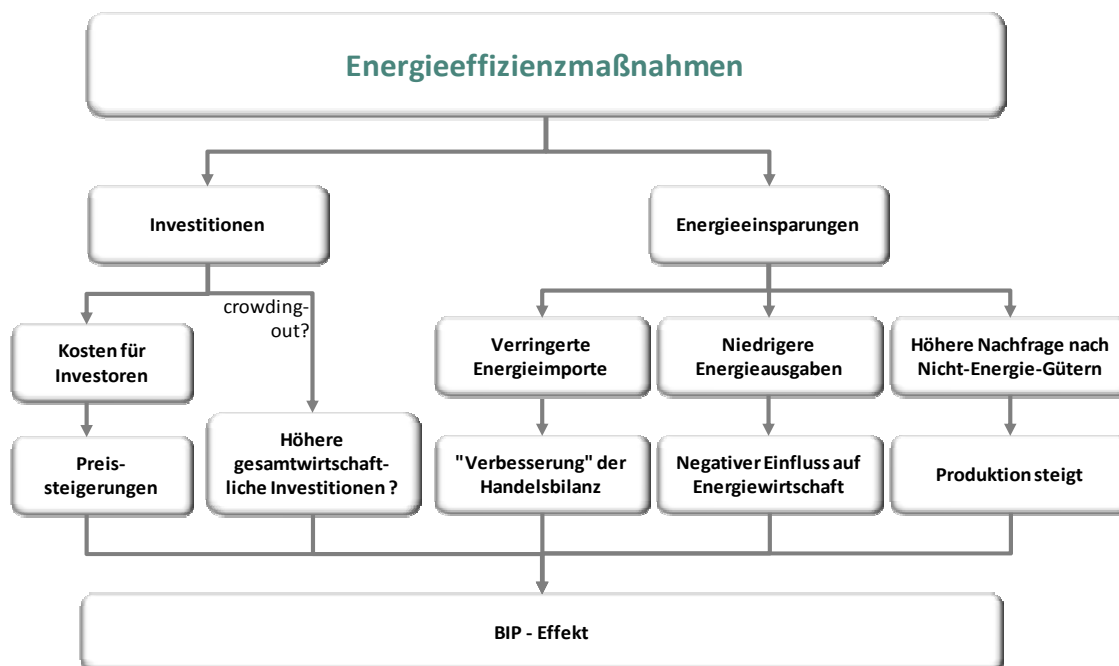 Energieeffizienzmaßnahmen
Investitionen
Energieeinsparungen
crowding-
out?
Kosten für
Investoren
Verringerte
Energieimporte
Niedrigere
Energieausgaben
Höhere Nachfrage nach
Nicht-Energie-Gütern
Preis-
steigerungen
Höhere
gesamtwirtschaft-
liche Investitionen ?
"Verbesserung" der
Handelsbilanz
Negativer Einfluss auf
Energiewirtschaft
Produktion steigt
BIP - Effekt